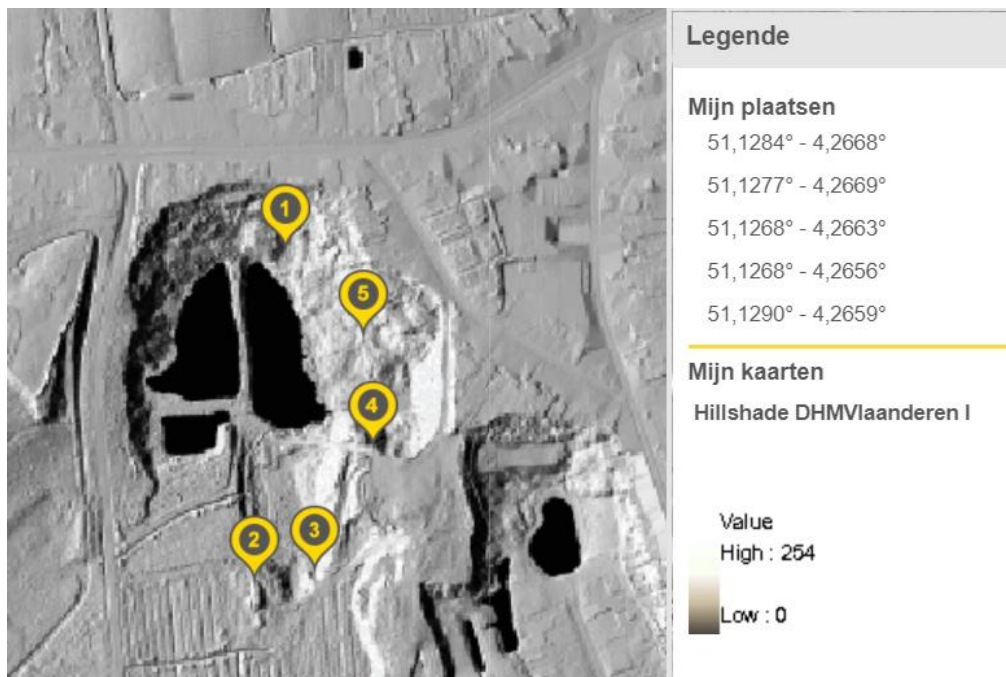 Legende
Mijn plaatsen
51,1284° - 4,2668°
51,1277° - 4,2669°
51,1268° - 4,2663°
51,1268° - 4,2656°
51,1290° - 4,2659°
Mijn kaarten
Hillshade DHMVlaanderen I
Value
High : 254
Low : 0
1
5
4
2
3